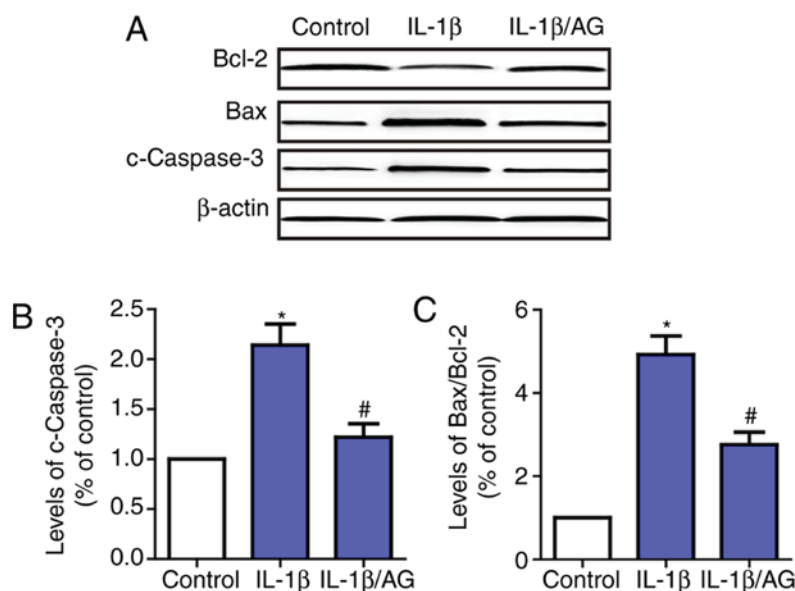 A
Control IL-1β IL-1β/AG
Bcl-2
Bax
c-Caspase-3
β-actin
B
Levels of c-Caspase-3
(% of control)
2.5
2.0
1.5
1.0
0.5
0.0
*
#
Control IL-1β IL-1β/AG
C
Levels of Bax/Bcl-2
(% of control)
6
4
2
0
*
#
Control IL-1β IL-1β/AG